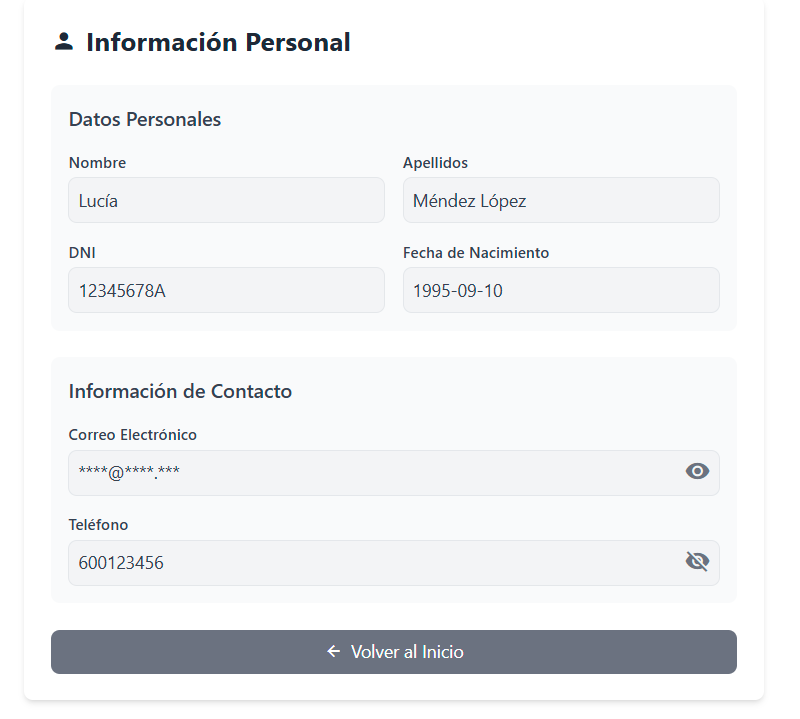 Información Personal
Datos Personales
Nombre
Apellidos
Lucía
Méndez López
DNI
Fecha de Nacimiento
12345678A
1995-09-10
Información de Contacto
Correo Electrónico
****@****.***
Teléfono
600123456
Volver al Inicio